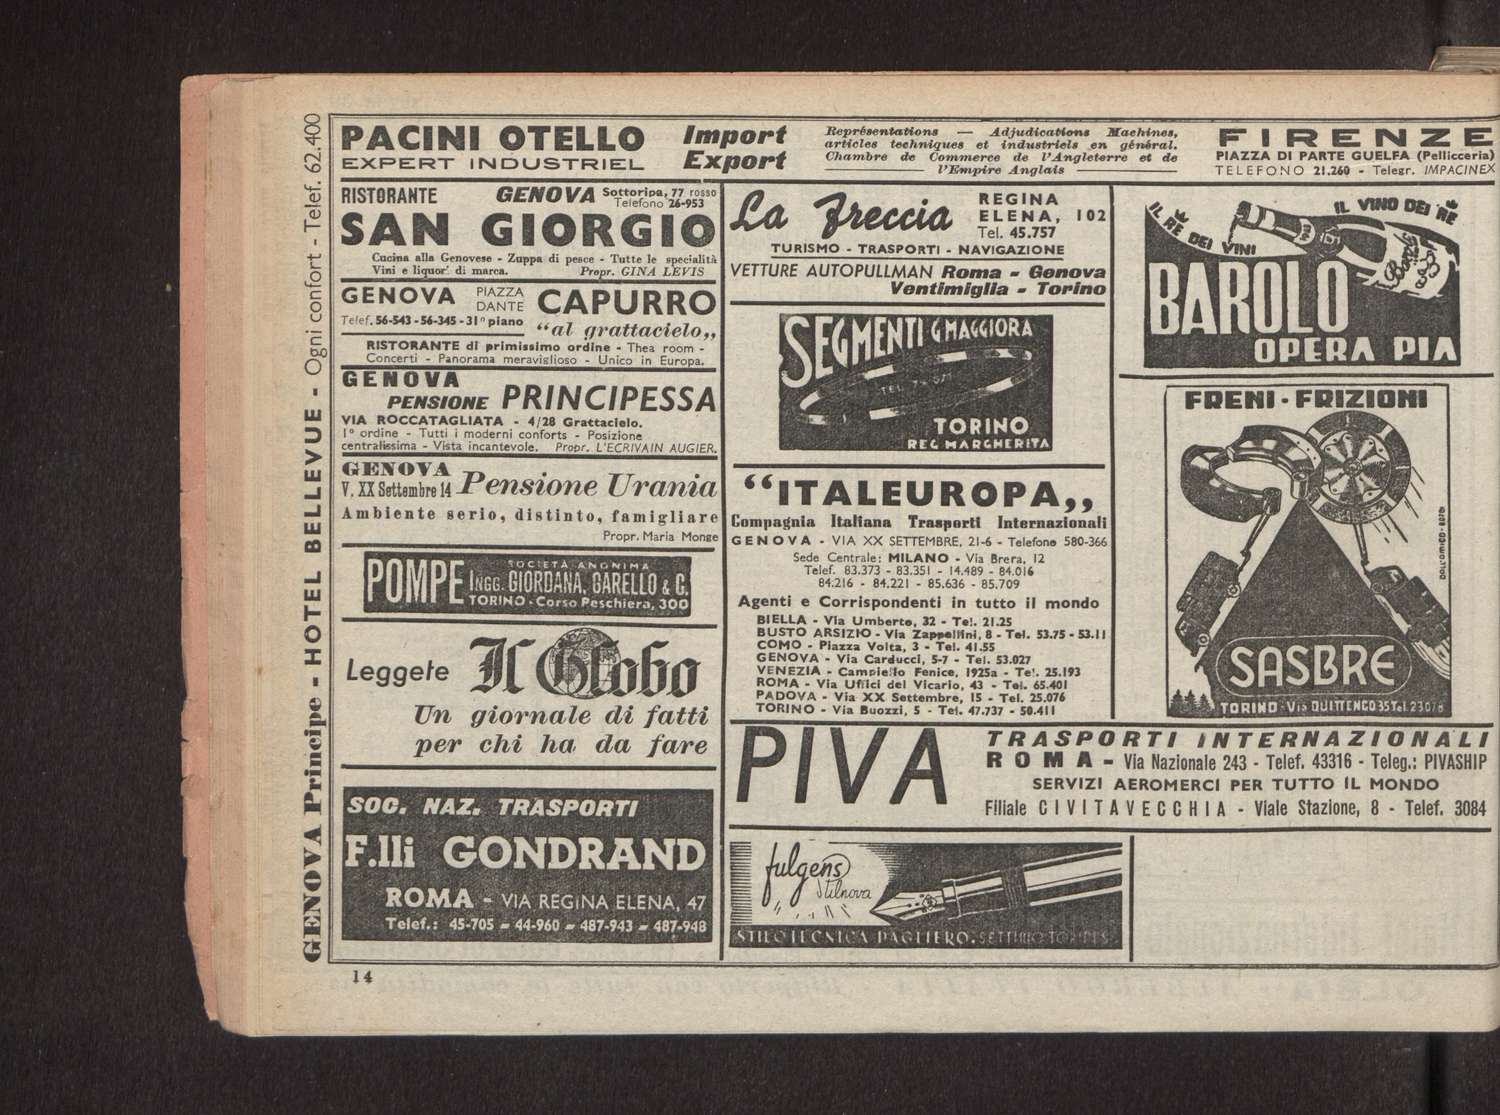 GENOVA Principe - HOTEL BELLEVUE - Ogni confort - Telef. 62.400
PACINI OTELLO
EXPERT INDUSTRIEL
Import
Export
Représentations — Adjudications Machines,
articles techniques et industriels en général.
Chambre de Commerce de l'Angleterre et de
l'Empire Anglais
FIRENZE
PIAZZA DI PARTE GUELFA (Pellicceria)
TELEFONO 21.260 - Telegr. IMPACINEX
RISTORANTE GENOVA Sottoripa, 77 rosso
Telefono 26-953
SAN GIORGIO
Cucina alla Genovese - Zuppa di pesce - Tutte le specialità
Vini e liquor' di marca. Propr. GINA LEVIS
GENOVA PIAZZA DANTE CAPURRO
Telef. 56-543 - 56-345 - 31º piano "al grattacielo„
RISTORANTE di primissimo ordine - Thea room -
Concerti - Panorama meraviglioso - Unico in Europa.
GENOVA
PENSIONE PRINCIPESSA
VIA ROCCATAGLIATA - 4/28 Grattacielo.
1º ordine - Tutti i moderni conforts - Posizione
centralissima - Vista incantevole. Propr. L'ECRIVAIN AUGIER.
GENOVA
V. XX Settembre 14 Pensione Urania
Ambiente serio, distinto, famigliare
Propr. Maria Monge
POMPE
SOCIETÀ ANONIMA
INGG. GIORDANA, GARELLO & C.
TORINO - Corso Peschiera, 300
Leggete Il Globo
Un giornale di fatti
per chi ha da fare
SOC. NAZ. TRASPORTI
F.lli GONDRAND
ROMA - VIA REGINA ELENA, 47
Telef.: 45-705 - 44-960 - 487-943 - 487-948
La Freccia
REGINA
ELENA, 102
Tel. 45.757
TURISMO - TRASPORTI - NAVIGAZIONE
VETTURE AUTOPULLMAN Roma - Genova
Ventimiglia - Torino
SEGMENTI G. MAGGIORA
TORINO
REG. MARGHERITA
"ITALEUROPA„
Compagnia Italiana Trasporti Internazionali
GENOVA - VIA XX SETTEMBRE, 21-6 - Telefono 580-366
Sede Centrale: MILANO - Via Brera, 12
Telef. 83.373 - 83.351 - 14.489 - 84.016
84.216 - 84.221 - 85.636 - 85.709
Agenti e Corrispondenti in tutto il mondo
BIELLA - Via Umberto, 32 - Tel. 21.25
BUSTO ARSIZIO - Via Zappellini, 8 - Tel. 53.75 - 53.11
COMO - Piazza Volta, 3 - Tel. 41.55
GENOVA - Via Carducci, 5-7 - Tel. 53.027
VENEZIA - Campiello Fenice, 1925a - Tel. 25.193
ROMA - Via Uffici del Vicario, 43 - Tel. 65.401
PADOVA - Via XX Settembre, 15 - Tel. 25.076
TORINO - Via Buozzi, 5 - Tel. 47.737 - 50.411
IL RE DEI VINI
IL VINO DEI RE
BAROLO
OPERA PIA
FRENI - FRIZIONI
SASBRE
TORINO - Via QUITTENGO 35 Tel. 23078
PIVA
TRASPORTI INTERNAZIONALI
ROMA - Via Nazionale 243 - Telef. 43316 - Teleg.: PIVASHIP
SERVIZI AEROMERCI PER TUTTO IL MONDO
Filiale CIVITAVECCHIA - Viale Stazione, 8 - Telef. 3084
fulgens
Stilnova
STILOTECNICA PAGLIERO. SETTIMO TORINESE
14